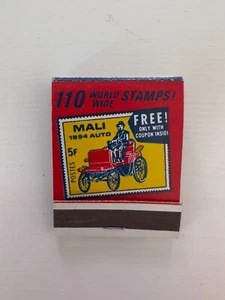 110 WORLD WIDE STAMPS!
MALI
1894 AUTO
5F
POSTES
FREE!
ONLY WITH
COUPON INSIDE